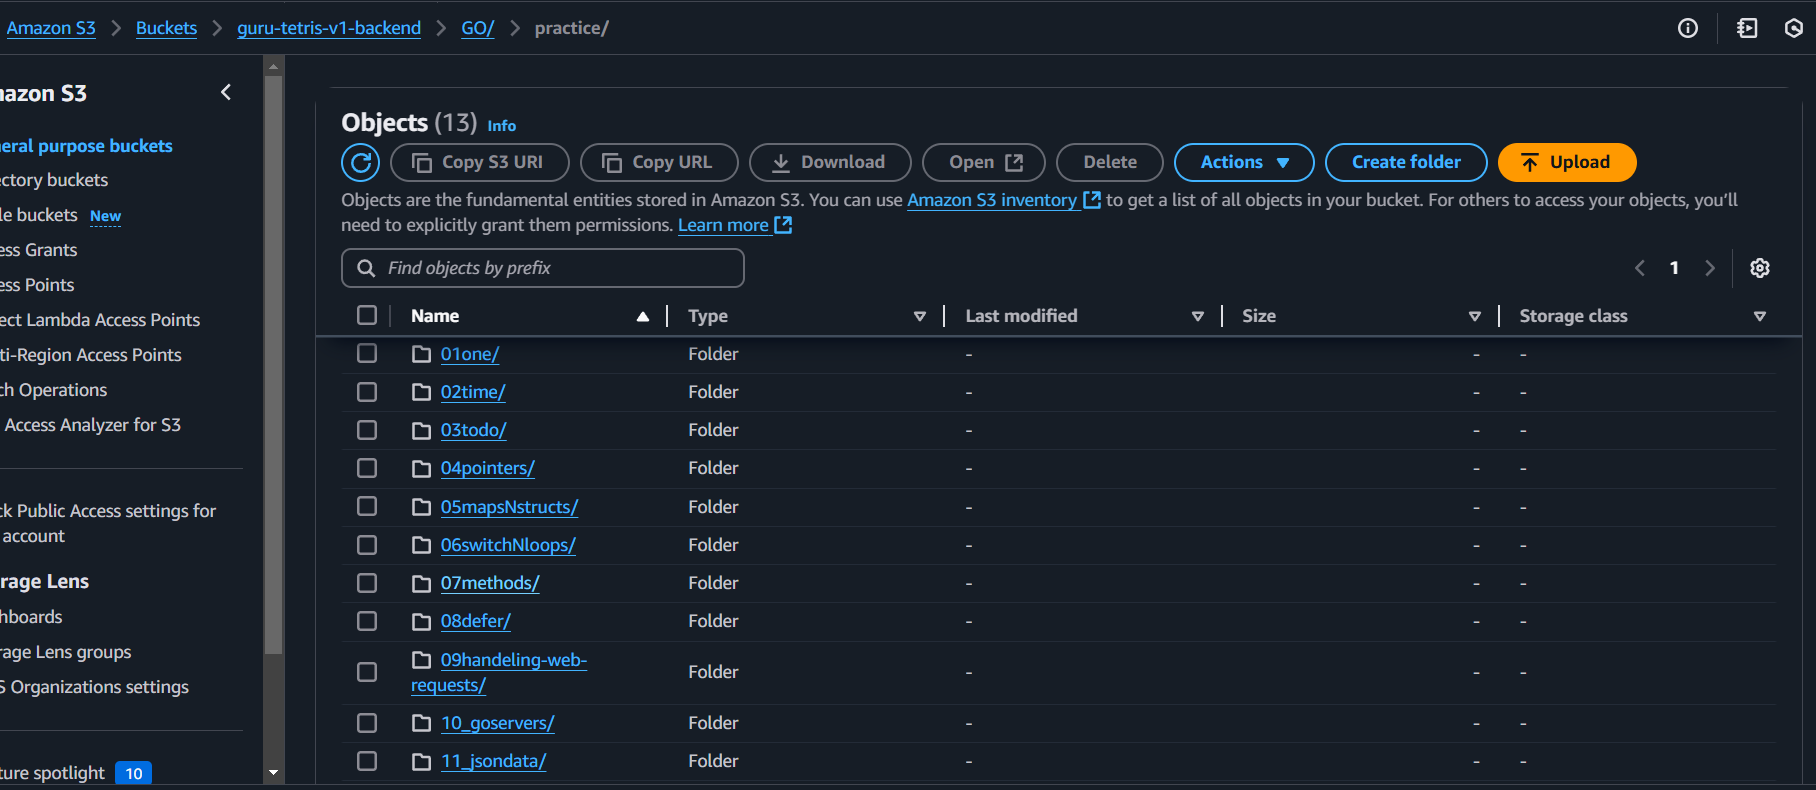 Amazon S3 > Buckets > guru-tetris-v1-backend > GO/ > practice/
nazon S3
neral purpose buckets
ectory buckets
le buckets New
ess Grants
ess Points
ect Lambda Access Points
ti-Region Access Points
ch Operations
Access Analyzer for S3
ck Public Access settings for
account
rage Lens
hboards
rage Lens groups
S Organizations settings
ture spotlight 10
Objects (13) Info
Copy S3 URI Copy URL Download Open Delete Actions Create folder Upload
Objects are the fundamental entities stored in Amazon S3. You can use Amazon S3 inventory to get a list of all objects in your bucket. For others to access your objects, you’ll
need to explicitly grant them permissions. Learn more
Find objects by prefix
1
Name Type Last modified Size Storage class
01one/ Folder - - -
02time/ Folder - - -
03todo/ Folder - - -
04pointers/ Folder - - -
05mapsNstructs/ Folder - - -
06switchNloops/ Folder - - -
07methods/ Folder - - -
08defer/ Folder - - -
09handeling-web-
requests/ Folder - - -
10_goservers/ Folder - - -
11_jsondata/ Folder - - -